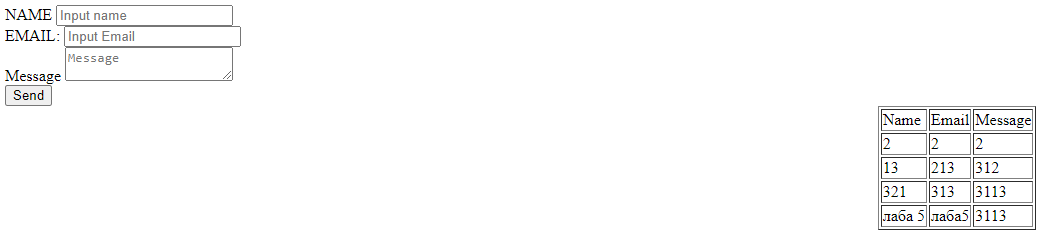 NAME Input name
EMAIL: Input Email
Message Message
Send
Name Email Message
2 2 2
13 213 312
321 313 3113
лаба 5 лаба5 3113